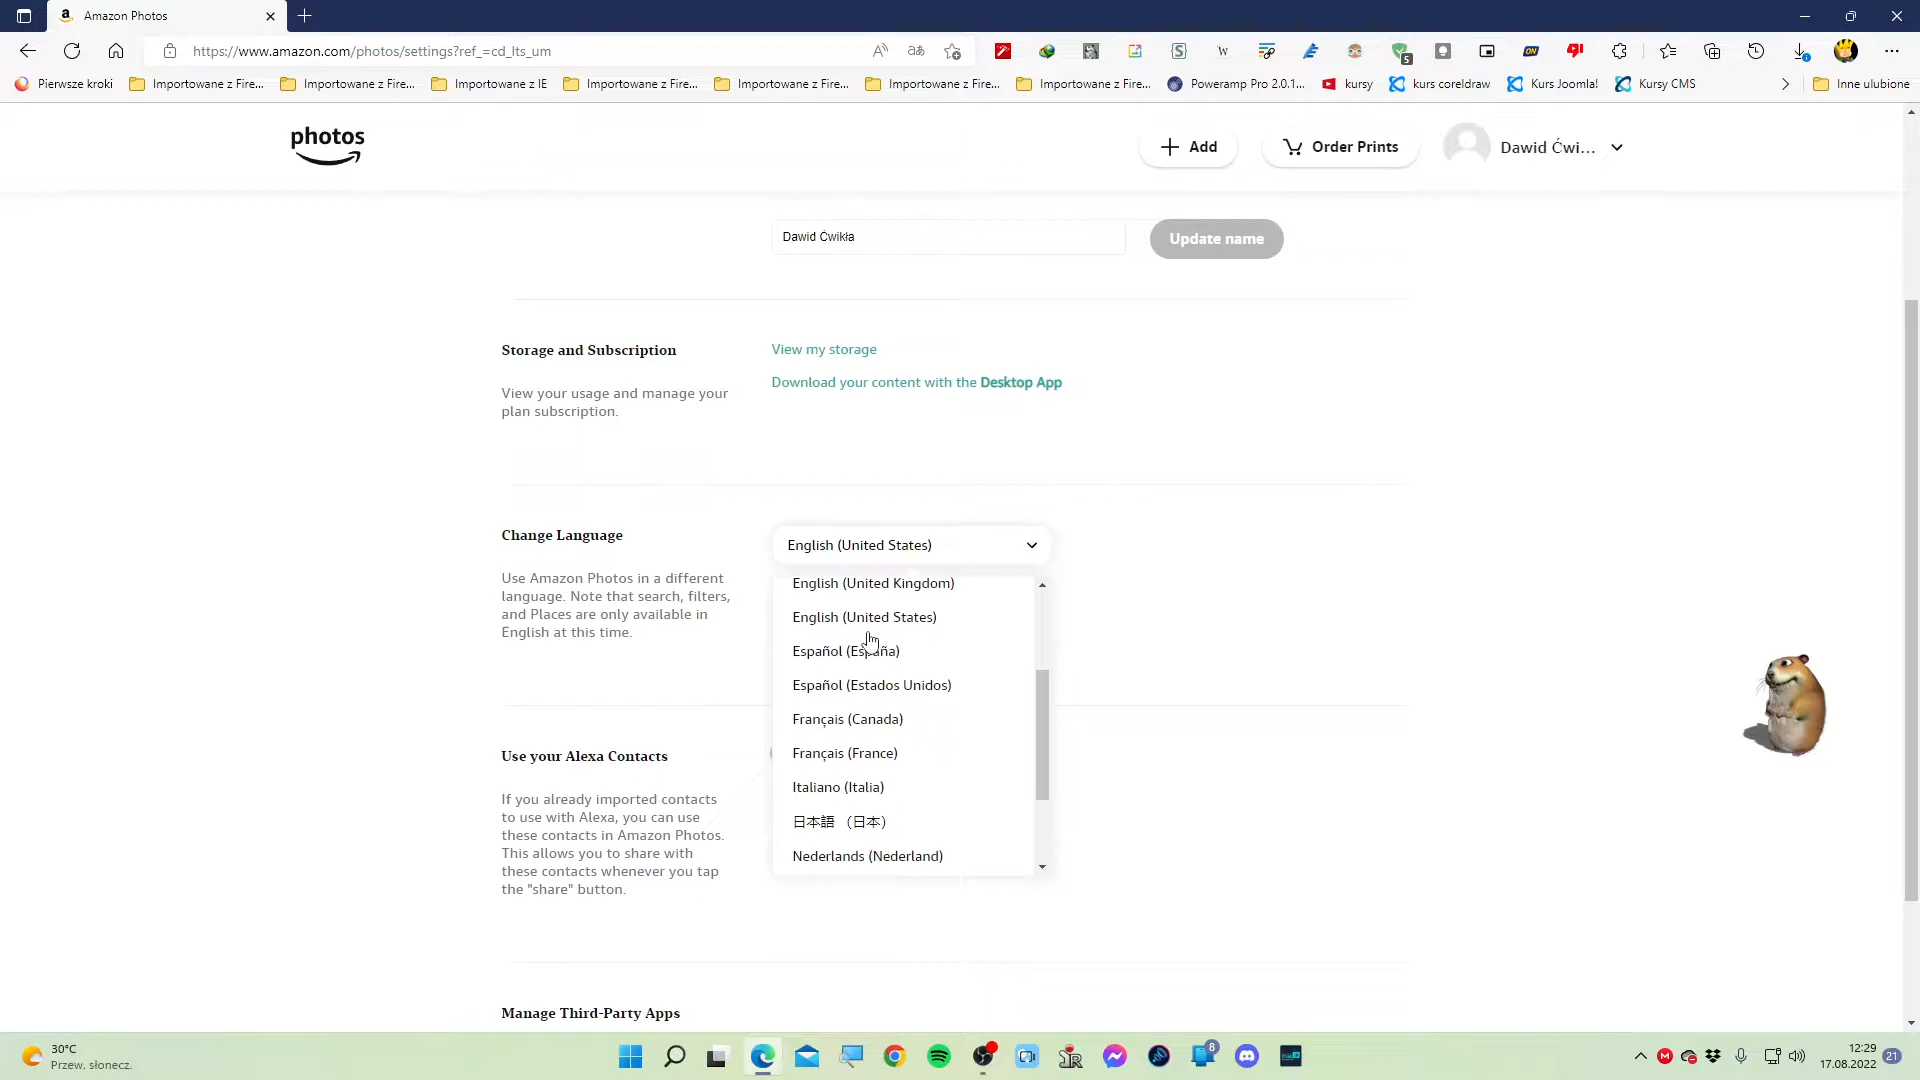 Amazon Photos
https://www.amazon.com/photos/settings?ref_=cd_lts_um
5
Pierwsze kroki
Importowane z Fire...
Importowane z Fire...
Importowane z IE
Importowane z Fire...
Importowane z Fire...
Importowane z Fire...
Importowane z Fire...
Poweramp Pro 2.0.1...
kursy
kurs coreldraw
Kurs Joomla!
Kursy CMS
Inne ulubione
photos
Add
Order Prints
Dawid Ćwi...
Dawid Ćwikła
Update name
Storage and Subscription
View my storage
Download your content with the Desktop App
View your usage and manage your
plan subscription.
Change Language
English (United States)
Use Amazon Photos in a different
language. Note that search, filters,
and Places are only available in
English at this time.
English (United Kingdom)
English (United States)
Español (España)
Español (Estados Unidos)
Français (Canada)
Français (France)
Italiano (Italia)
日本語 （日本）
Nederlands (Nederland)
Use your Alexa Contacts
If you already imported contacts
to use with Alexa, you can use
these contacts in Amazon Photos.
This allows you to share with
these contacts whenever you tap
the "share" button.
Manage Third-Party Apps
30°C
Przew. słonecz.
8
12:29
17.08.2022
21